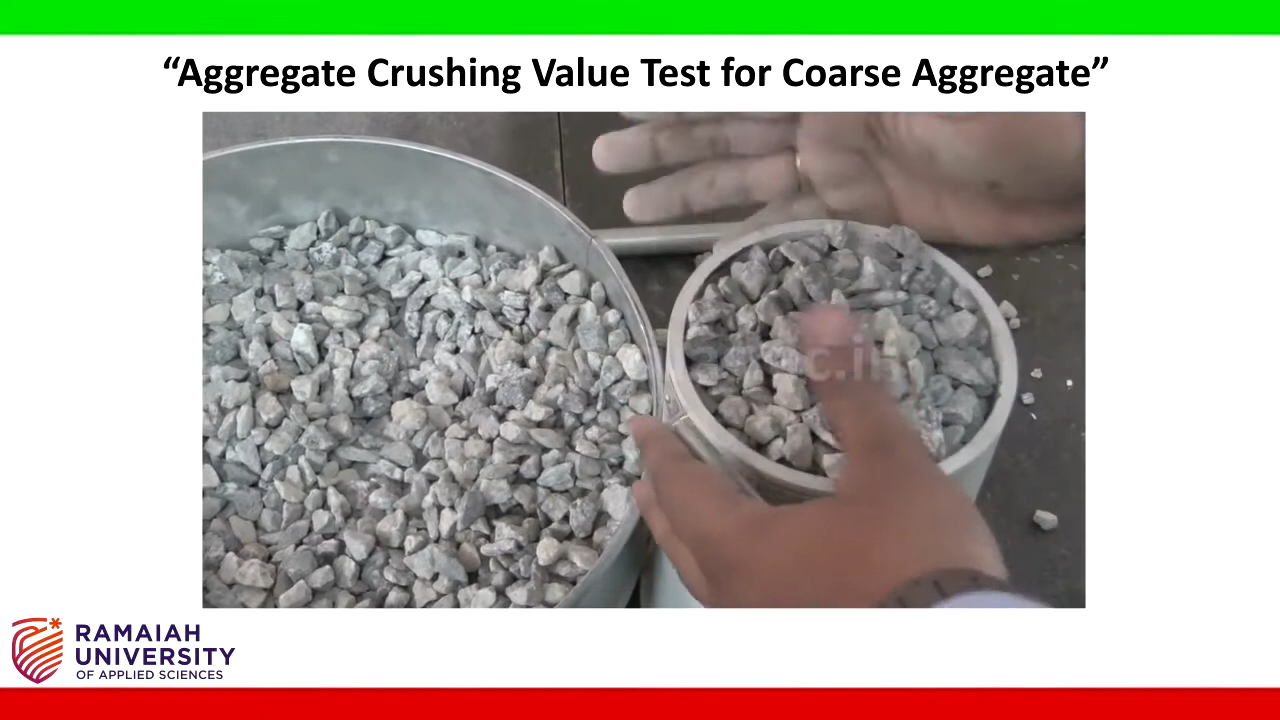 “Aggregate Crushing Value Test for Coarse Aggregate”
RAMAIAH
UNIVERSITY
OF APPLIED SCIENCES